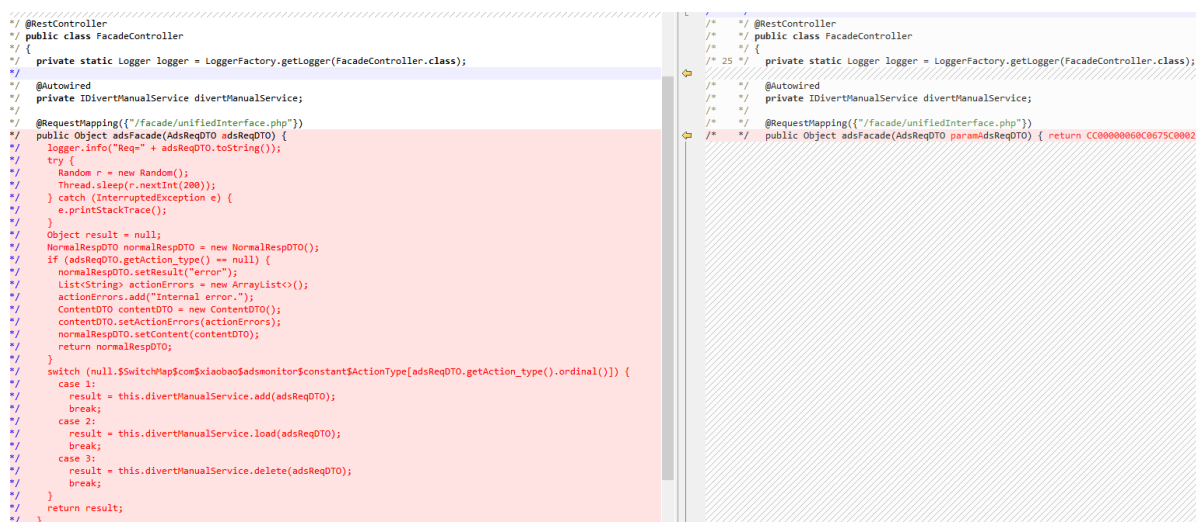 */ @RestController
*/ public class FacadeController
*/ {
*/   private static Logger logger = LoggerFactory.getLogger(FacadeController.class);
*/
*/   @Autowired
*/   private IDivertManualService divertManualService;
*/
*/   @RequestMapping({"/facade/unifiedInterface.php"})
*/   public Object adsFacade(AdsReqDTO adsReqDTO) {
*/     logger.info("Req=" + adsReqDTO.toString());
*/     try {
*/       Random r = new Random();
*/       Thread.sleep(r.nextInt(200));
*/     } catch (InterruptedException e) {
*/       e.printStackTrace();
*/     }
*/     Object result = null;
*/     NormalRespDTO normalRespDTO = new NormalRespDTO();
*/     if (adsReqDTO.getAction_type() == null) {
*/       normalRespDTO.setResult("error");
*/       List<String> actionErrors = new ArrayList<>();
*/       actionErrors.add("Internal error.");
*/       ContentDTO contentDTO = new ContentDTO();
*/       contentDTO.setActionErrors(actionErrors);
*/       normalRespDTO.setContent(contentDTO);
*/       return normalRespDTO;
*/     }
*/     switch (null.$SwitchMap$com$xiaobao$adsmonitor$constant$ActionType[adsReqDTO.getAction_type().ordinal()]) {
*/       case 1:
*/         result = this.divertManualService.add(adsReqDTO);
*/         break;
*/       case 2:
*/         result = this.divertManualService.load(adsReqDTO);
*/         break;
*/       case 3:
*/         result = this.divertManualService.delete(adsReqDTO);
*/         break;
*/     }
*/     return result;
*/   }
/*    */ @RestController
/*    */ public class FacadeController
/*    */ {
/* 25 */   private static Logger logger = LoggerFactory.getLogger(FacadeController.class);
/*    */   @Autowired
/*    */   private IDivertManualService divertManualService;
/*    */
/*    */   @RequestMapping({"/facade/unifiedInterface.php"})
/*    */   public Object adsFacade(AdsReqDTO paramAdsReqDTO) { return CC00000060C0675C0002